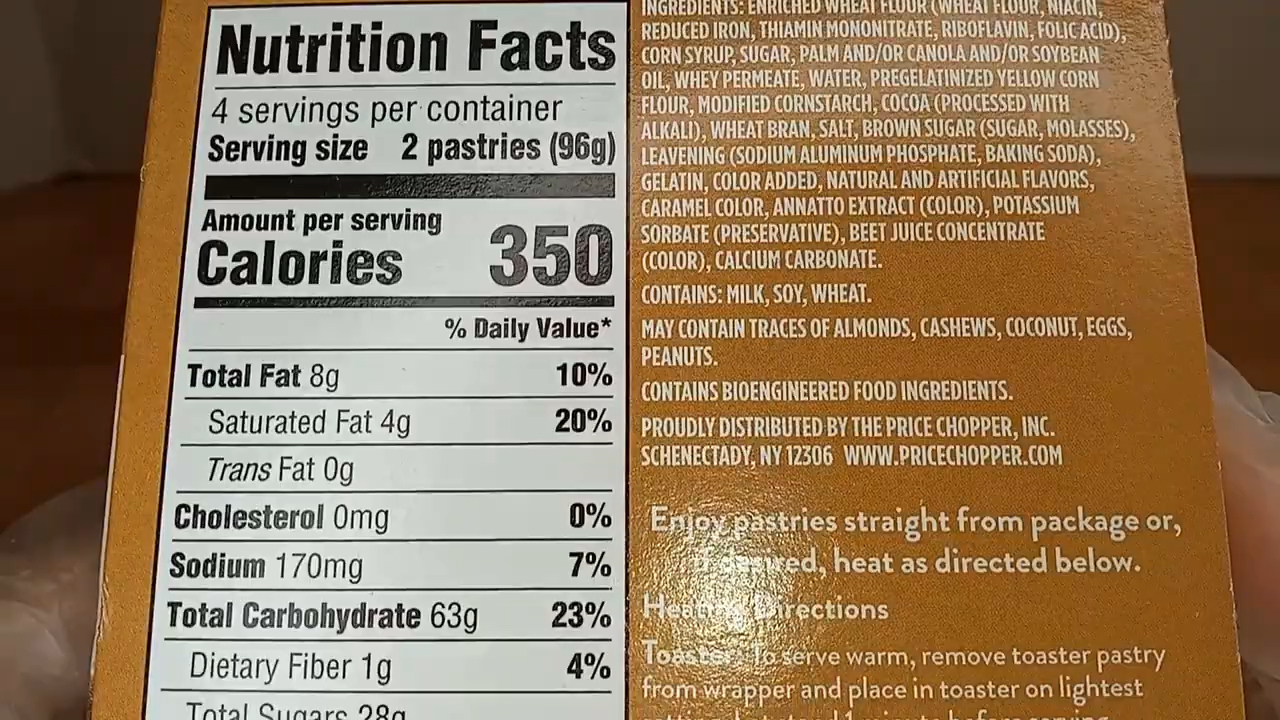 Nutrition Facts
4 servings per container
Serving size 2 pastries (96g)
Amount per serving
Calories 350
% Daily Value*
Total Fat 8g 10%
Saturated Fat 4g 20%
Trans Fat 0g
Cholesterol 0mg 0%
Sodium 170mg 7%
Total Carbohydrate 63g 23%
Dietary Fiber 1g 4%
Total Sugars 28g
INGREDIENTS: ENRICHED WHEAT FLOUR (WHEAT FLOUR, NIACIN,
REDUCED IRON, THIAMIN MONONITRATE, RIBOFLAVIN, FOLIC ACID),
CORN SYRUP, SUGAR, PALM AND/OR CANOLA AND/OR SOYBEAN
OIL, WHEY PERMEATE, WATER, PREGELATINIZED YELLOW CORN
FLOUR, MODIFIED CORNSTARCH, COCOA (PROCESSED WITH
ALKALI), WHEAT BRAN, SALT, BROWN SUGAR (SUGAR, MOLASSES),
LEAVENING (SODIUM ALUMINUM PHOSPHATE, BAKING SODA),
GELATIN, COLOR ADDED, NATURAL AND ARTIFICIAL FLAVORS,
CARAMEL COLOR, ANNATTO EXTRACT (COLOR), POTASSIUM
SORBATE (PRESERVATIVE), BEET JUICE CONCENTRATE
(COLOR), CALCIUM CARBONATE.
CONTAINS: MILK, SOY, WHEAT.
MAY CONTAIN TRACES OF ALMONDS, CASHEWS, COCONUT, EGGS,
PEANUTS.
CONTAINS BIOENGINEERED FOOD INGREDIENTS.
PROUDLY DISTRIBUTED BY THE PRICE CHOPPER, INC.
SCHENECTADY, NY 12306 WWW.PRICECHOPPER.COM
Enjoy pastries straight from package or,
if desired, heat as directed below.
Heating Directions
Toaster: To serve warm, remove toaster pastry
from wrapper and place in toaster on lightest